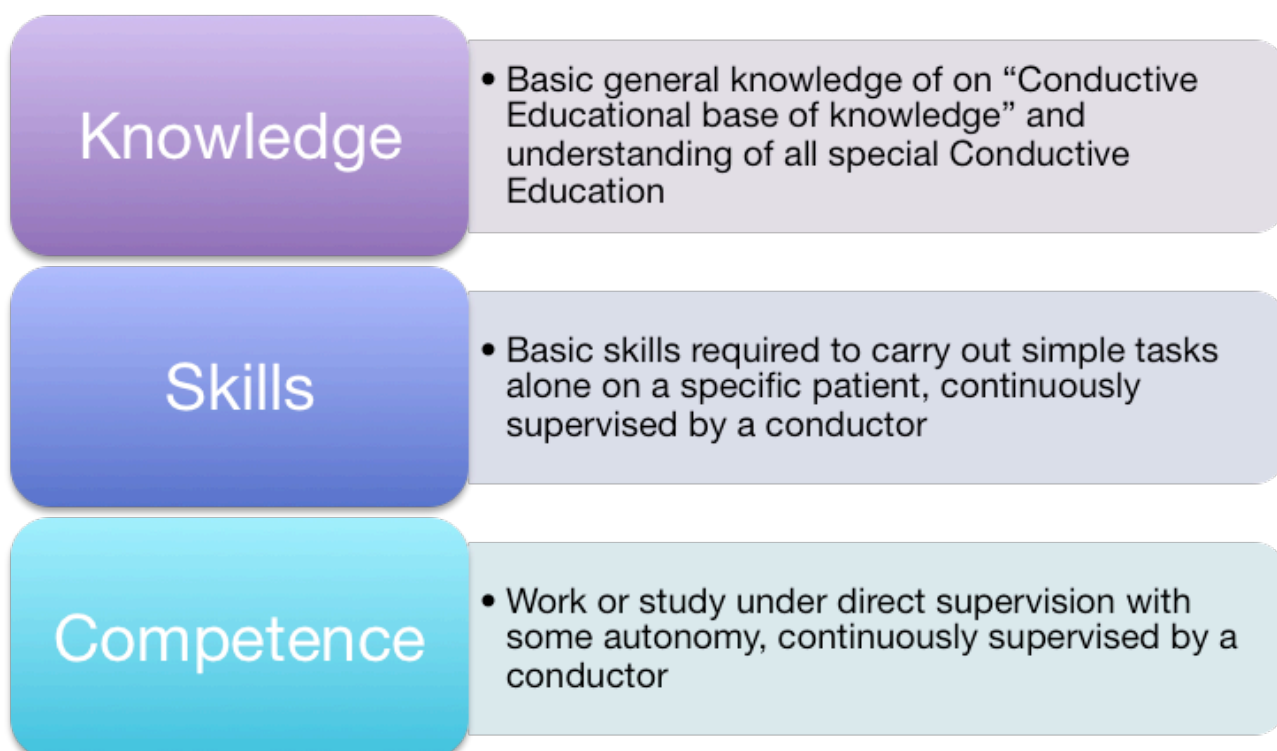 Knowledge
• Basic general knowledge of on “Conductive
Educational base of knowledge” and
understanding of all special Conductive
Education
Skills
• Basic skills required to carry out simple tasks
alone on a specific patient, continuously
supervised by a conductor
Competence
• Work or study under direct supervision with
some autonomy, continuously supervised by a
conductor